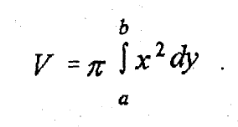 V = π ∫ₐᵇ x² dy .